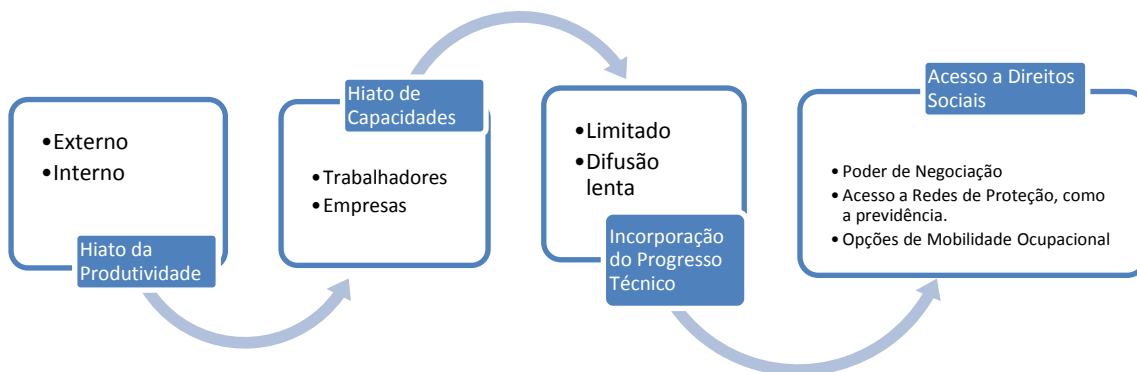 •Externo
•Interno
Hiato da
Produtividade
Hiato de
Capacidades
•Trabalhadores
•Empresas
•Limitado
•Difusão
lenta
Incorporação
do Progresso
Técnico
Acesso a Direitos
Sociais
•Poder de Negociação
•Acesso a Redes de Proteção, como
a previdência.
•Opções de Mobilidade Ocupacional